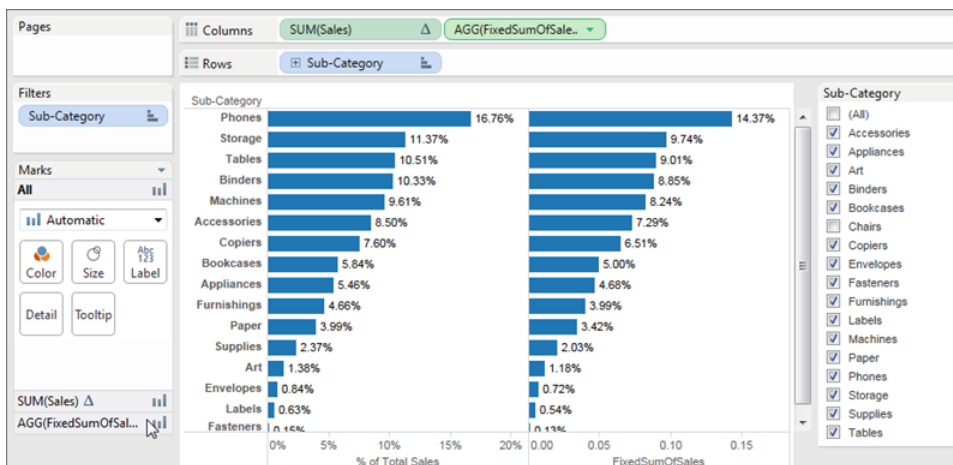 Pages
Columns SUM(Sales) Δ AGG(FixedSumOfSale..
Rows Sub-Category
Filters
Sub-Category
Marks
All
Automatic
Color Size Abc 123 Label
Detail Tooltip
SUM(Sales) Δ
AGG(FixedSumOfSal...
Sub-Category
Phones 16.76% 14.37%
Storage 11.37% 9.74%
Tables 10.51% 9.01%
Binders 10.33% 8.85%
Machines 9.61% 8.24%
Accessories 8.50% 7.29%
Copiers 7.60% 6.51%
Bookcases 5.84% 5.00%
Appliances 5.46% 4.68%
Furnishings 4.66% 3.99%
Paper 3.99% 3.42%
Supplies 2.37% 2.03%
Art 1.38% 1.18%
Envelopes 0.84% 0.72%
Labels 0.63% 0.54%
Fasteners 0.15% 0.13%
0% 5% 10% 15% 20% 0.00 0.05 0.10 0.15
% of Total Sales FixedSumOfSales
Sub-Category
(All)
Accessories
Appliances
Art
Binders
Bookcases
Chairs
Copiers
Envelopes
Fasteners
Furnishings
Labels
Machines
Paper
Phones
Storage
Supplies
Tables